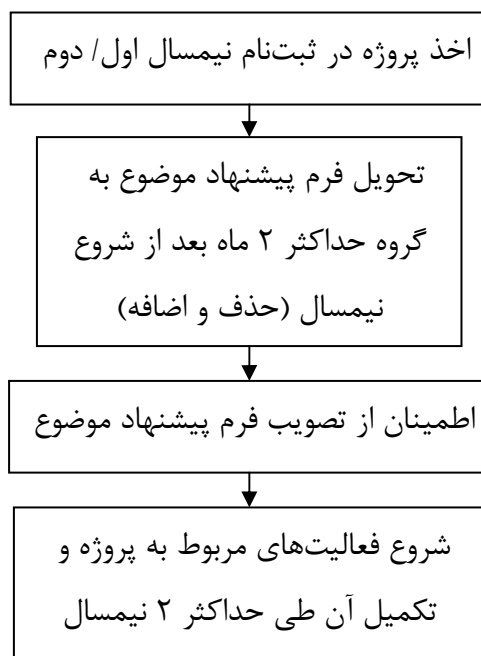 اخذ پروژه در ثبت‌نام نیمسال اول/ دوم
تحویل فرم پیشنهاد موضوع به
گروه حداکثر ۲ ماه بعد از شروع
نیمسال (حذف و اضافه)
اطمینان از تصویب فرم پیشنهاد موضوع
شروع فعالیت‌های مربوط به پروژه و
تکمیل آن طی حداکثر ۲ نیمسال